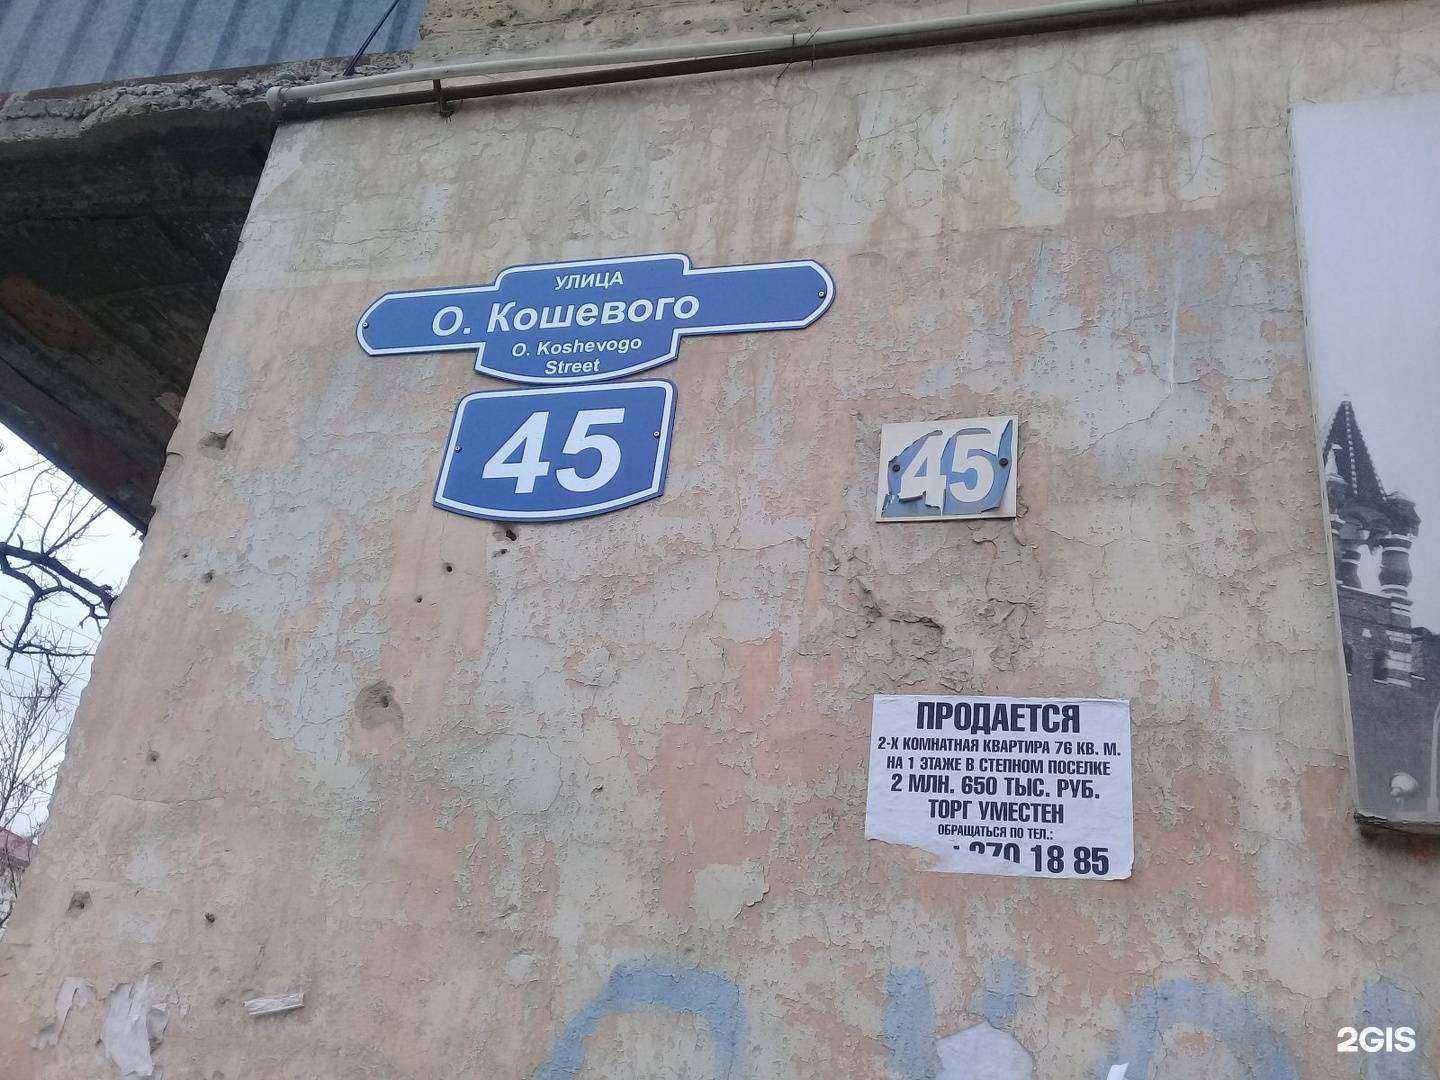 УЛИЦА
О. Кошевого
O. Koshevogo
Street
45
45
ПРОДАЕТСЯ
2-Х КОМНАТНАЯ КВАРТИРА 76 КВ. М.
НА 1 ЭТАЖЕ В СТЕПНОМ ПОСЕЛКЕ
2 МЛН. 650 ТЫС. РУБ.
ТОРГ УМЕСТЕН
ОБРАЩАТЬСЯ ПО ТЕЛ.:
270 18 85
2GIS